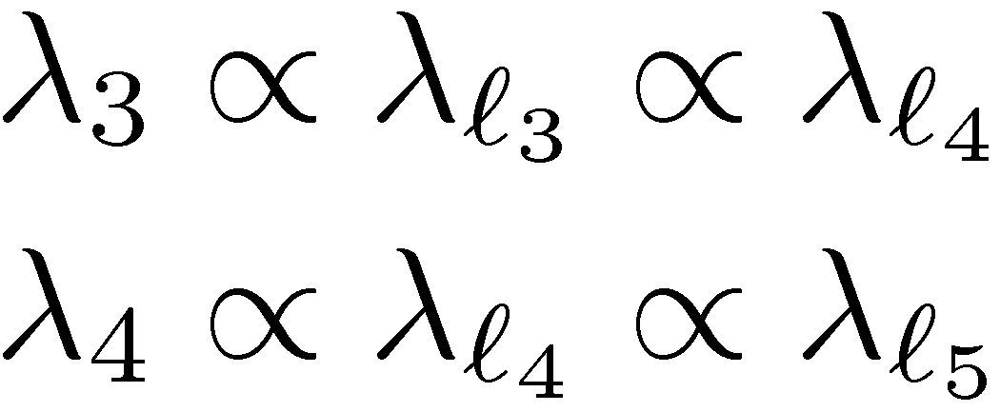 λ₃ ∝ λ_{ℓ₃} ∝ λ_{ℓ₄}
λ₄ ∝ λ_{ℓ₄} ∝ λ_{ℓ₅}